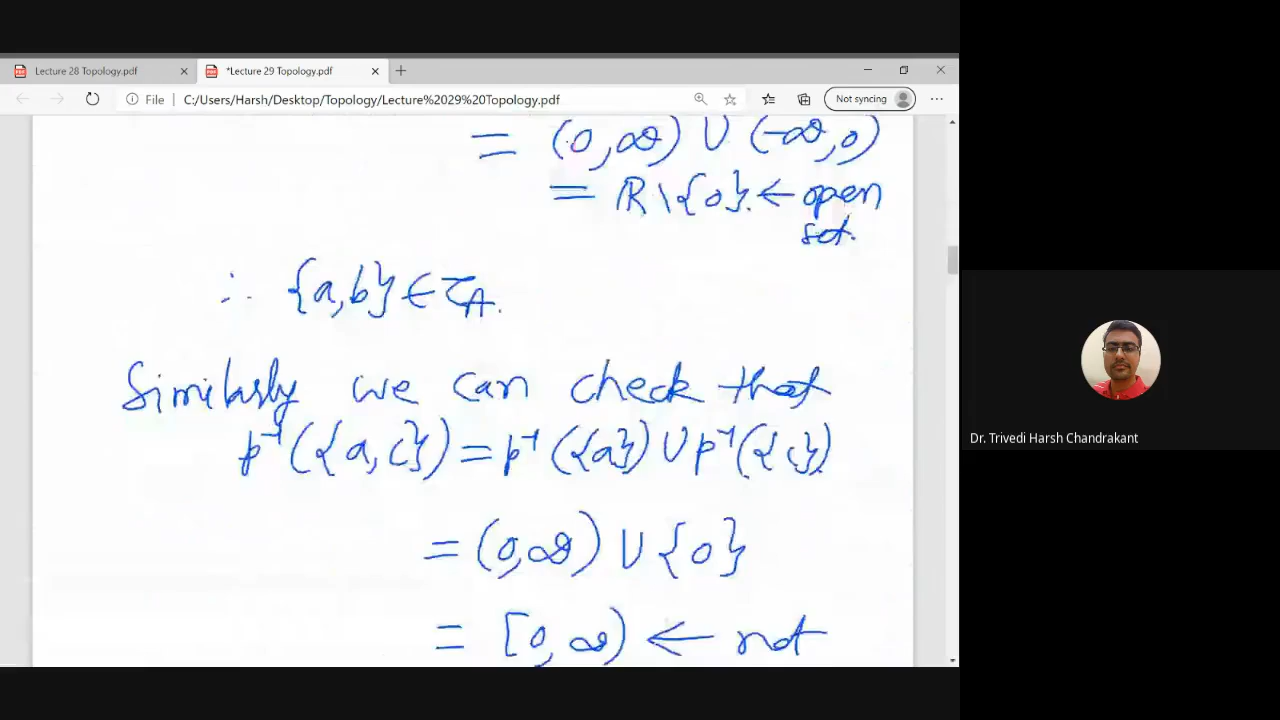 Lecture 28 Topology.pdf
*Lecture 29 Topology.pdf
File
C:/Users/Harsh/Desktop/Topology/Lecture%2029%20Topology.pdf
Not syncing
= (0,∞) ∪ (-∞,0)
= ℝ\{0} ← open
set.
∴ {a,b} ∈ τ_A.
Similarly we can check that
p⁻¹({a,c}) = p⁻¹({a}) ∪ p⁻¹({c})
= (0,∞) ∪ {0}
= [0,∞) ← not
Dr. Trivedi Harsh Chandrakant